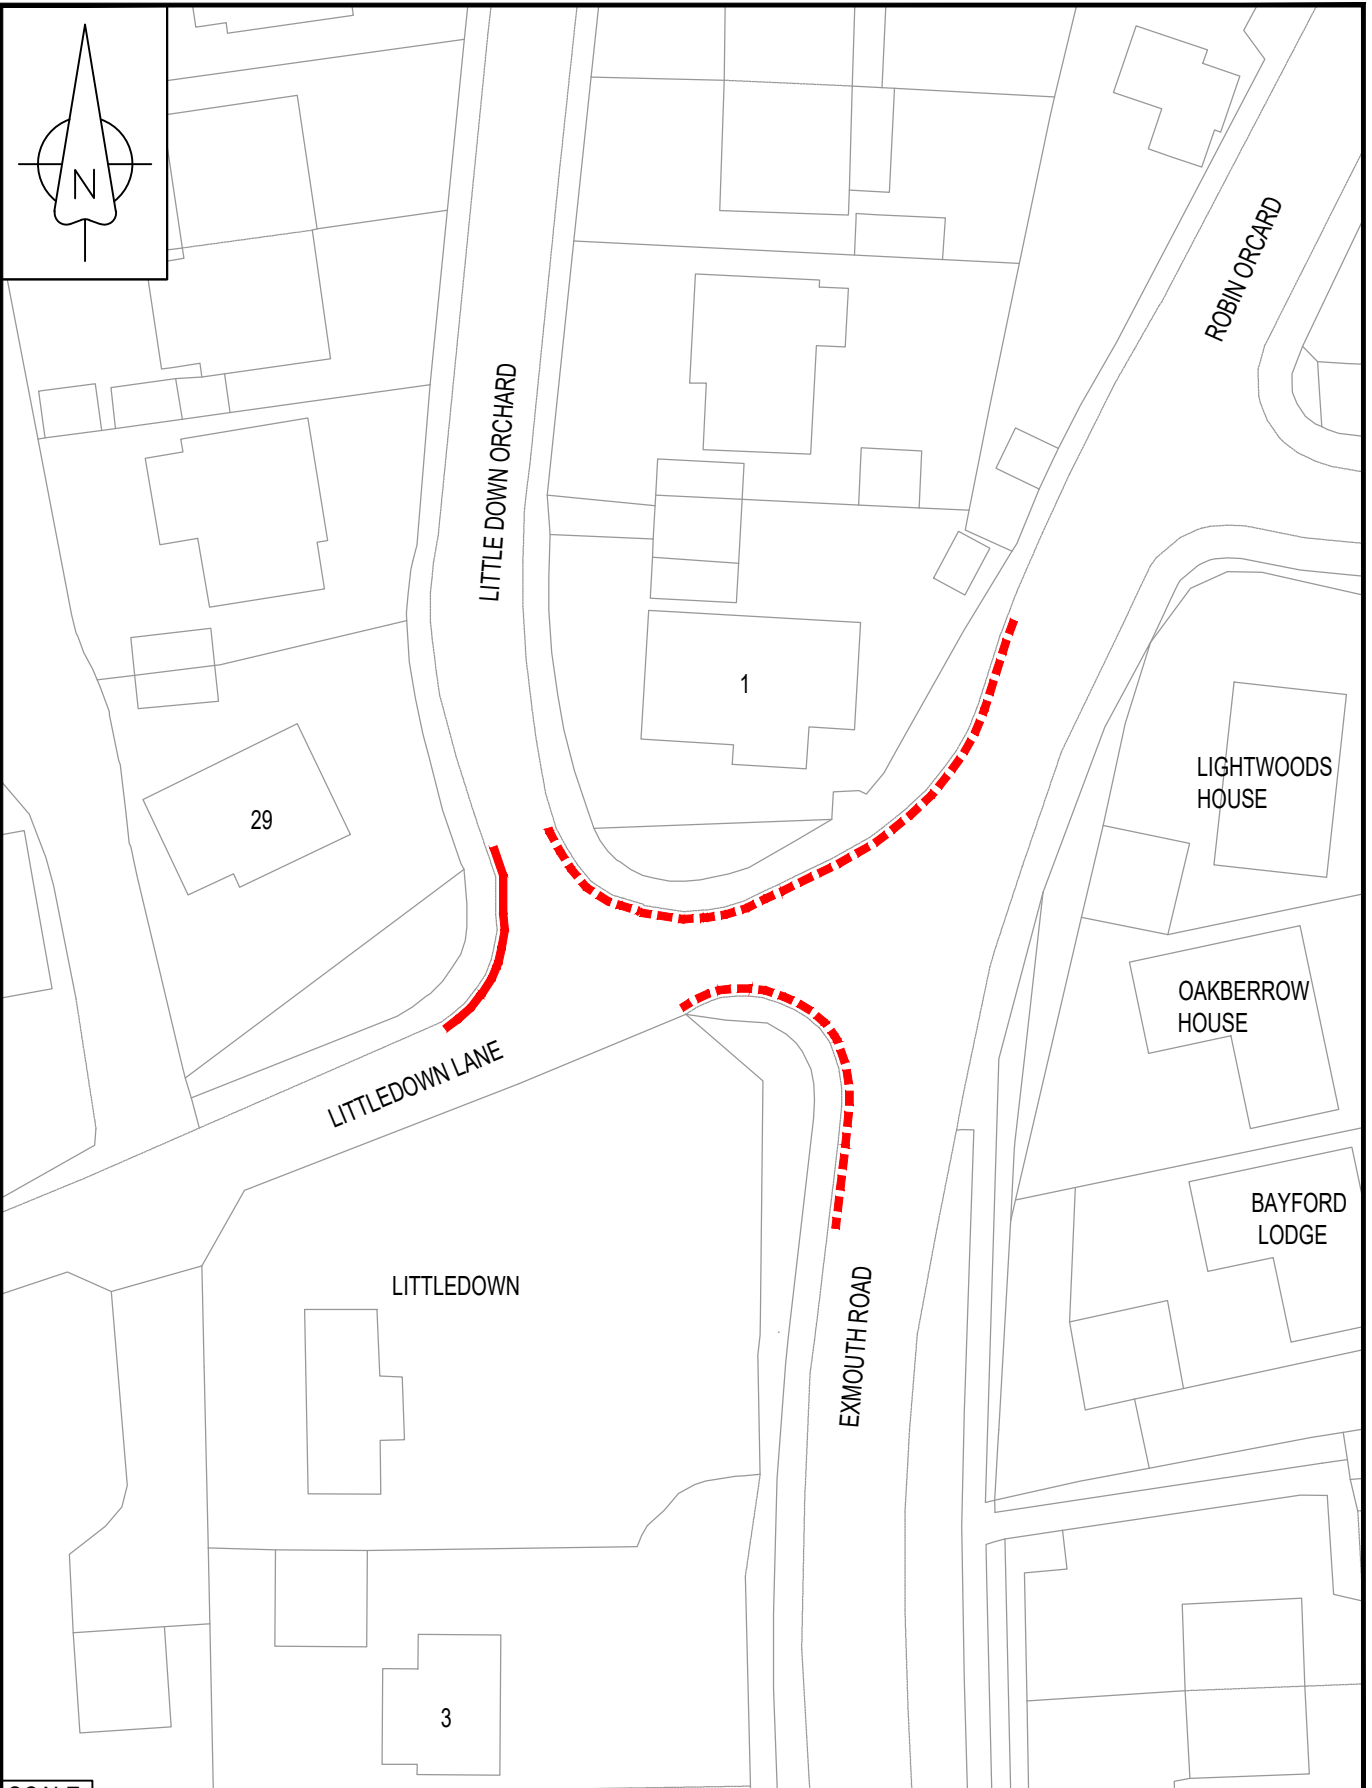 N
ROBIN ORCARD
LITTLE DOWN ORCHARD
1
LIGHTWOODS
HOUSE
29
OAKBERROW
HOUSE
LITTLEDOWN LANE
BAYFORD
LODGE
LITTLEDOWN
EXMOUTH ROAD
3